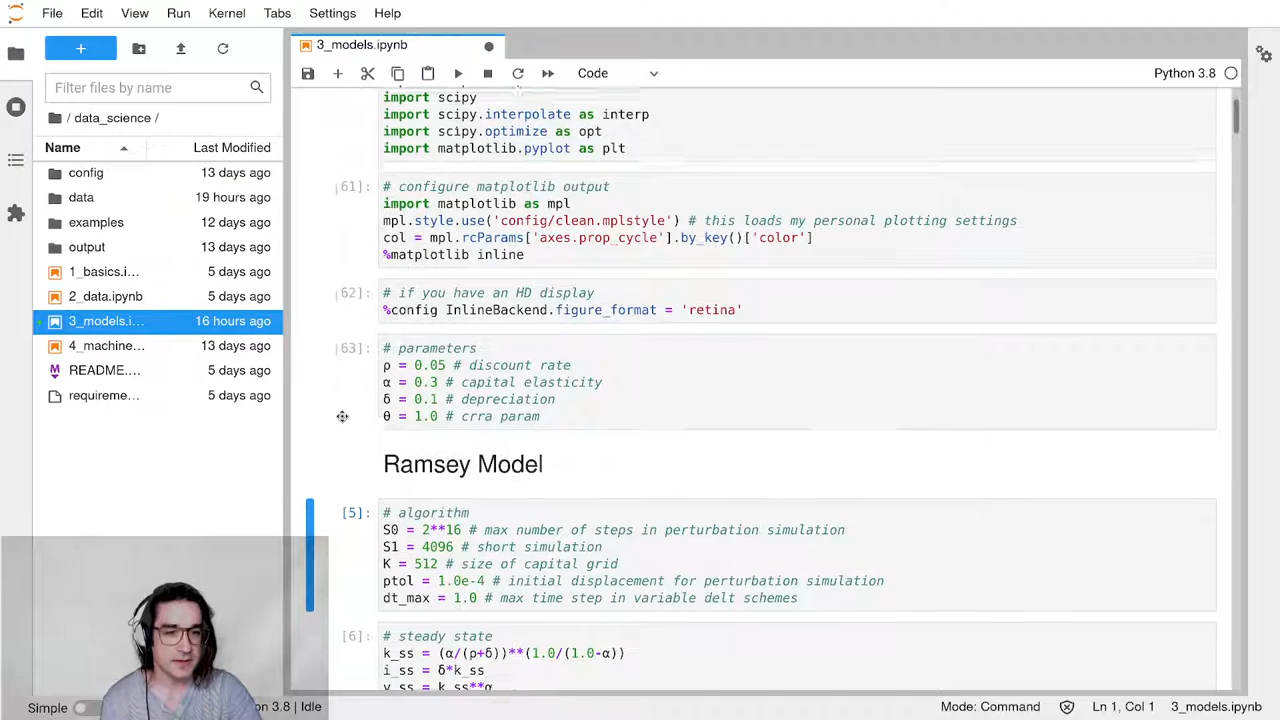 File Edit View Run Kernel Tabs Settings Help
3_models.ipynb
Code
Python 3.8
Filter files by name
/ data_science /
Name Last Modified
config 13 days ago
data 19 hours ago
examples 12 days ago
output 13 days ago
1_basics.i… 5 days ago
2_data.ipynb 5 days ago
3_models.i… 16 hours ago
4_machine… 13 days ago
README.… 5 days ago
requireme… 5 days ago
import scipy
import scipy.interpolate as interp
import scipy.optimize as opt
import matplotlib.pyplot as plt
[61]: # configure matplotlib output
import matplotlib as mpl
mpl.style.use('config/clean.mplstyle') # this loads my personal plotting settings
col = mpl.rcParams['axes.prop_cycle'].by_key()['color']
%matplotlib inline
[62]: # if you have an HD display
%config InlineBackend.figure_format = 'retina'
[63]: # parameters
ρ = 0.05 # discount rate
α = 0.3 # capital elasticity
δ = 0.1 # depreciation
θ = 1.0 # crra param
Ramsey Model
[5]: # algorithm
S0 = 2**16 # max number of steps in perturbation simulation
S1 = 4096 # short simulation
K = 512 # size of capital grid
ptol = 1.0e-4 # initial displacement for perturbation simulation
dt_max = 1.0 # max time step in variable delt schemes
[6]: # steady state
k_ss = (α/(ρ+δ))**(1.0/(1.0-α))
i_ss = δ*k_ss
y_ss = k_ss**α
Simple
on 3.8 | Idle
Mode: Command
Ln 1, Col 1
3_models.ipynb